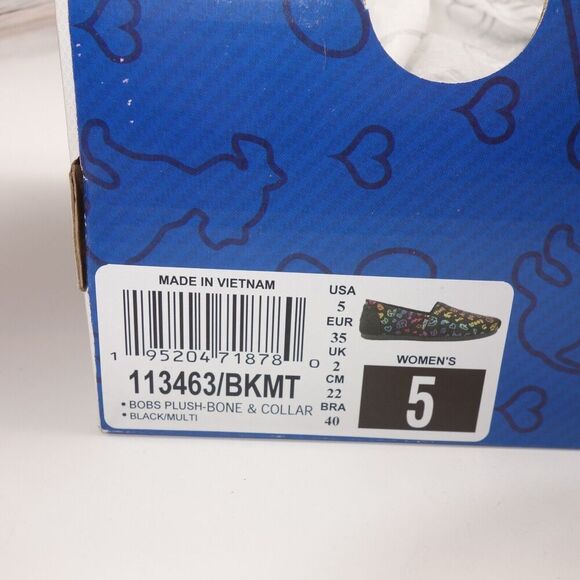 MADE IN VIETNAM
1 95204 71878 0
113463/BKMT
• BOBS PLUSH-BONE & COLLAR
• BLACK/MULTI
USA
5
EUR
35
UK
2
CM
22
BRA
40
WOMEN'S
5